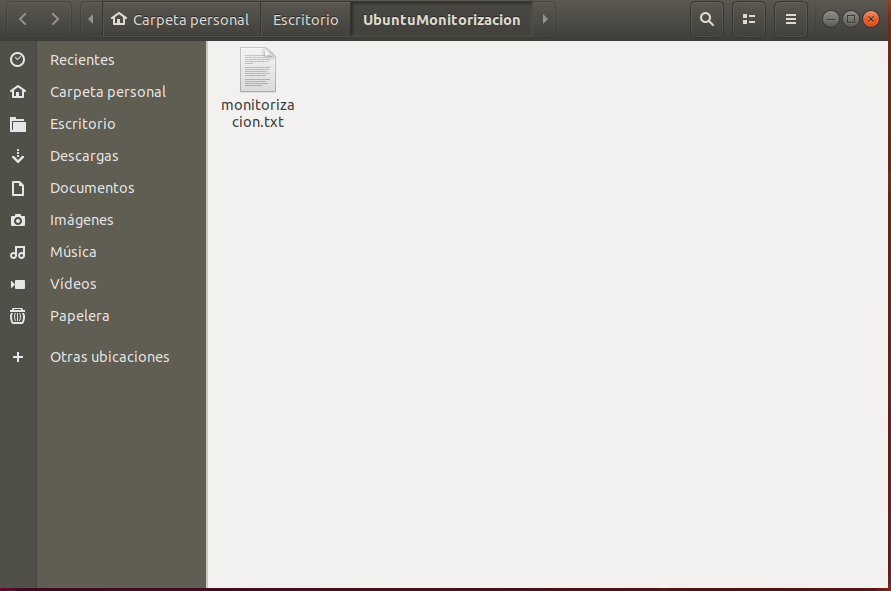 Carpeta personal
Escritorio
UbuntuMonitorizacion
Recientes
Carpeta personal
Escritorio
Descargas
Documentos
Imágenes
Música
Vídeos
Papelera
Otras ubicaciones
monitoriza
cion.txt